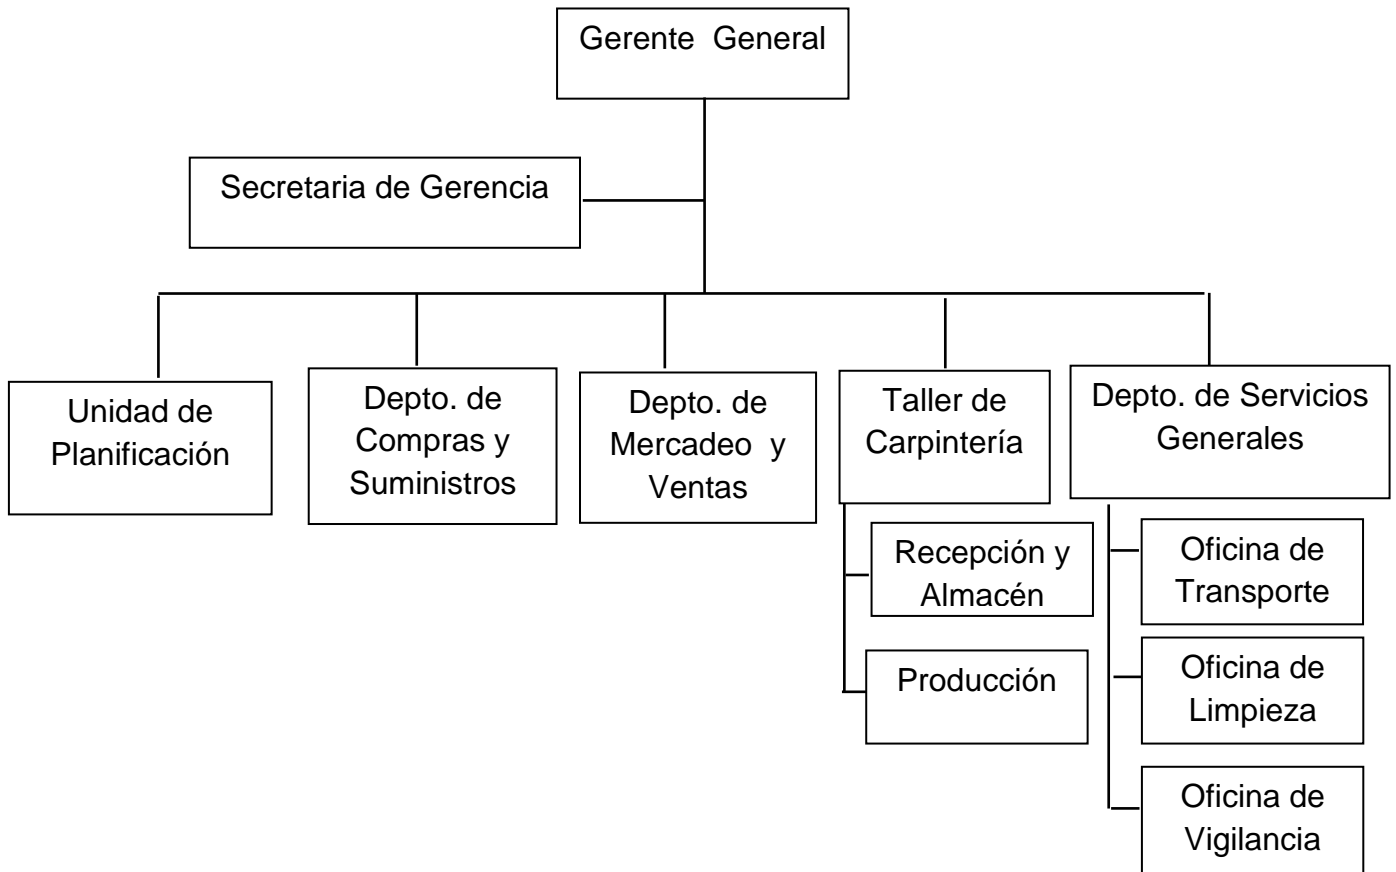 Gerente  General
Secretaria de Gerencia
Unidad de
Planificación
Depto. de
Compras y
Suministros
Depto. de
Mercadeo  y
Ventas
Taller de
Carpintería
Depto. de Servicios
Generales
Recepción y
Almacén
Producción
Oficina de
Transporte
Oficina de
Limpieza
Oficina de
Vigilancia